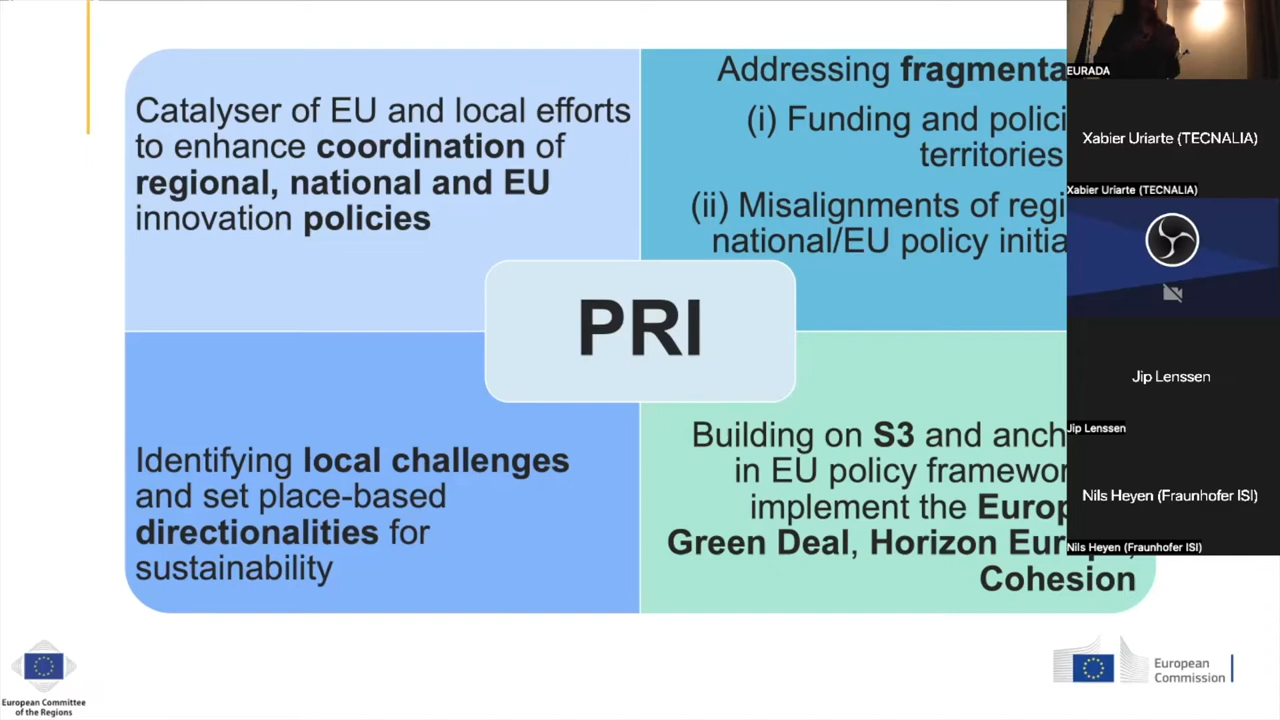 Catalyser of EU and local efforts
to enhance coordination of
regional, national and EU
innovation policies
Addressing fragmenta
(i) Funding and polici
territories
(ii) Misalignments of regi
national/EU policy initia
PRI
Identifying local challenges
and set place-based
directionalities for
sustainability
Building on S3 and anch
in EU policy framewor
implement the Europ
Green Deal, Horizon Eur
Cohesion
EURADA
Xabier Uriarte (TECNALIA)
Xabier Uriarte (TECNALIA)
Jip Lenssen
Jip Lenssen
Nils Heyen (Fraunhofer ISI)
Nils Heyen (Fraunhofer ISI)
European Committee
of the Regions
European
Commission